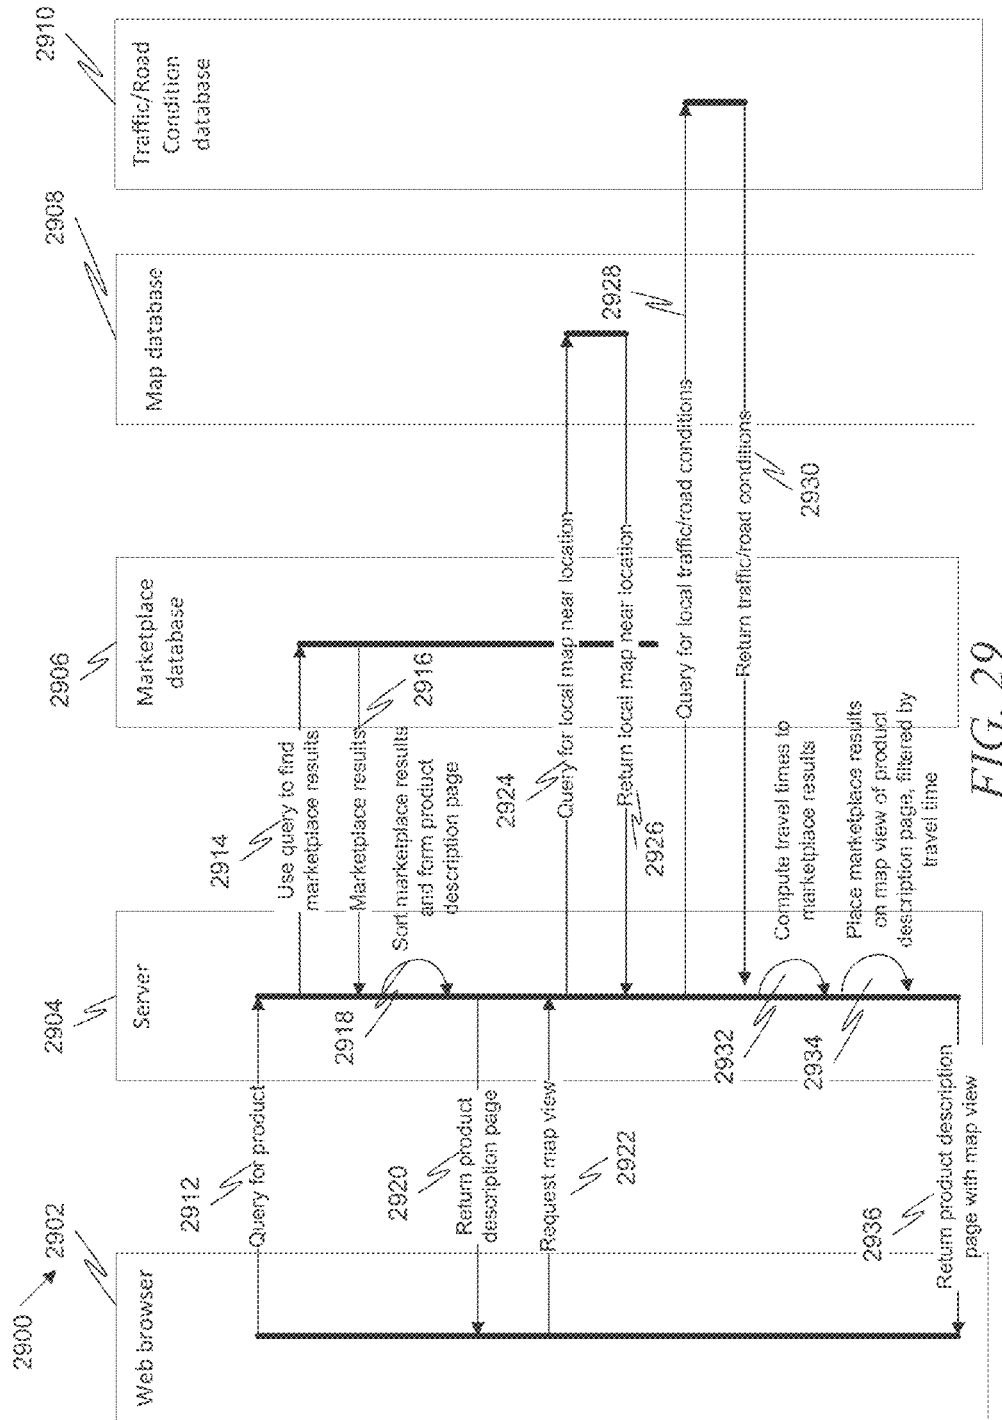 2900
2902
Web browser
2904
Server
2906
Marketplace
database
2908
Map database
2910
Traffic/Road
Condition
database
2912
Query for product
2914
Use query to find
marketplace results
Marketplace results
2916
Sort marketplace results
and form product
description page
2918
2920
Return product
description page
Request map view
2922
2924
Query for local map near location
Return local map near location
2926
2928
Query for local traffic/road conditions
Return traffic/road conditions
2930
Compute travel times to
marketplace results
2932
Place marketplace results
on map view of product
description page, filtered by
travel time
2934
2936
Return product description
page with map view
FIG. 29